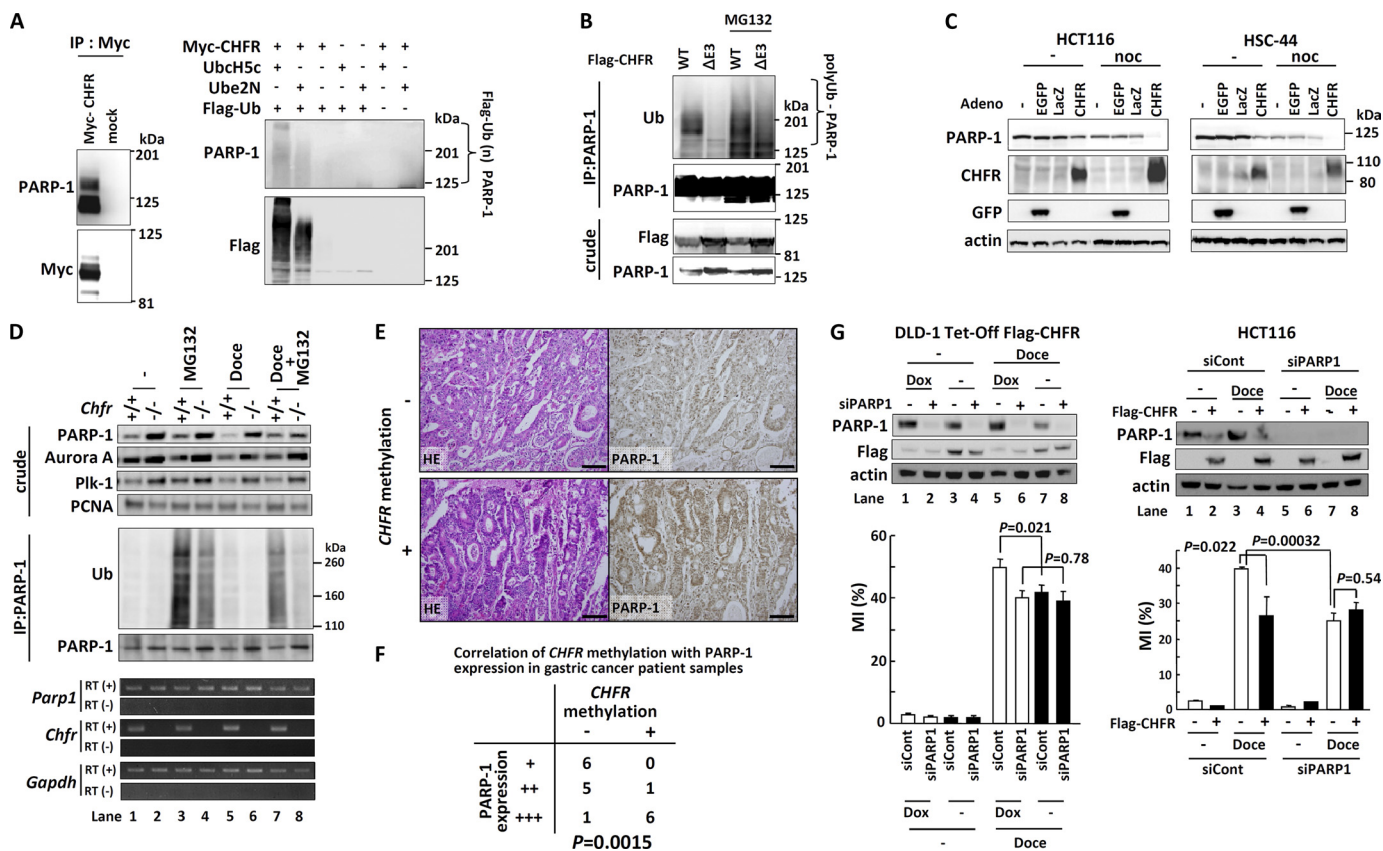 A
IP : Myc
Myc- CHFR
mock
kDa
201
PARP-1
125
125
Myc
81
Myc-CHFR + + + - - + +
UbcH5c + - - + - + -
Ube2N - + - - + - +
Flag-Ub + + + + + - -
kDa
PARP-1
201
125
Flag-Ub (n) PARP-1
Flag
201
125
B
MG132
Flag-CHFR WT ΔE3 WT ΔE3
IP:PARP-1
Ub
kDa
201
125
polyUb - PARP-1
PARP-1
125
crude
Flag
81
PARP-1
125
C
HCT116
HSC-44
- noc - noc
Adeno - EGFP LacZ CHFR - EGFP LacZ CHFR - EGFP LacZ CHFR - EGFP LacZ CHFR
kDa
PARP-1
125
CHFR
110
80
GFP
actin
D
- MG132 Doce Doce + MG132
Chfr +/+ -/- +/+ -/- +/+ -/- +/+ -/-
crude
PARP-1
Aurora A
Plk-1
PCNA
IP:PARP-1
Ub
kDa
260
160
110
PARP-1
Parp1
RT (+)
RT (-)
Chfr
RT (+)
RT (-)
Gapdh
RT (+)
RT (-)
Lane 1 2 3 4 5 6 7 8
E
CHFR methylation
-
HE
PARP-1
+
HE
PARP-1
F
Correlation of CHFR methylation with PARP-1
expression in gastric cancer patient samples
CHFR
methylation
- +
PARP-1
expression
+ 6 0
++ 5 1
+++ 1 6
P=0.0015
G
DLD-1 Tet-Off Flag-CHFR
- Doce
Dox - Dox -
siPARP1 - + - + - + - +
PARP-1
Flag
actin
Lane 1 2 3 4 5 6 7 8
MI (%)
60
40
20
0
P=0.021
P=0.78
siCont siPARP1 siCont siPARP1 siCont siPARP1 siCont siPARP1
Dox - Dox -
- Doce
HCT116
siCont siPARP1
- Doce - Doce
Flag-CHFR - + - + - + - +
PARP-1
Flag
actin
Lane 1 2 3 4 5 6 7 8
MI (%)
50
40
30
20
10
0
P=0.022
P=0.00032
P=0.54
Flag-CHFR - + - + - + - +
- Doce - Doce
siCont siPARP1